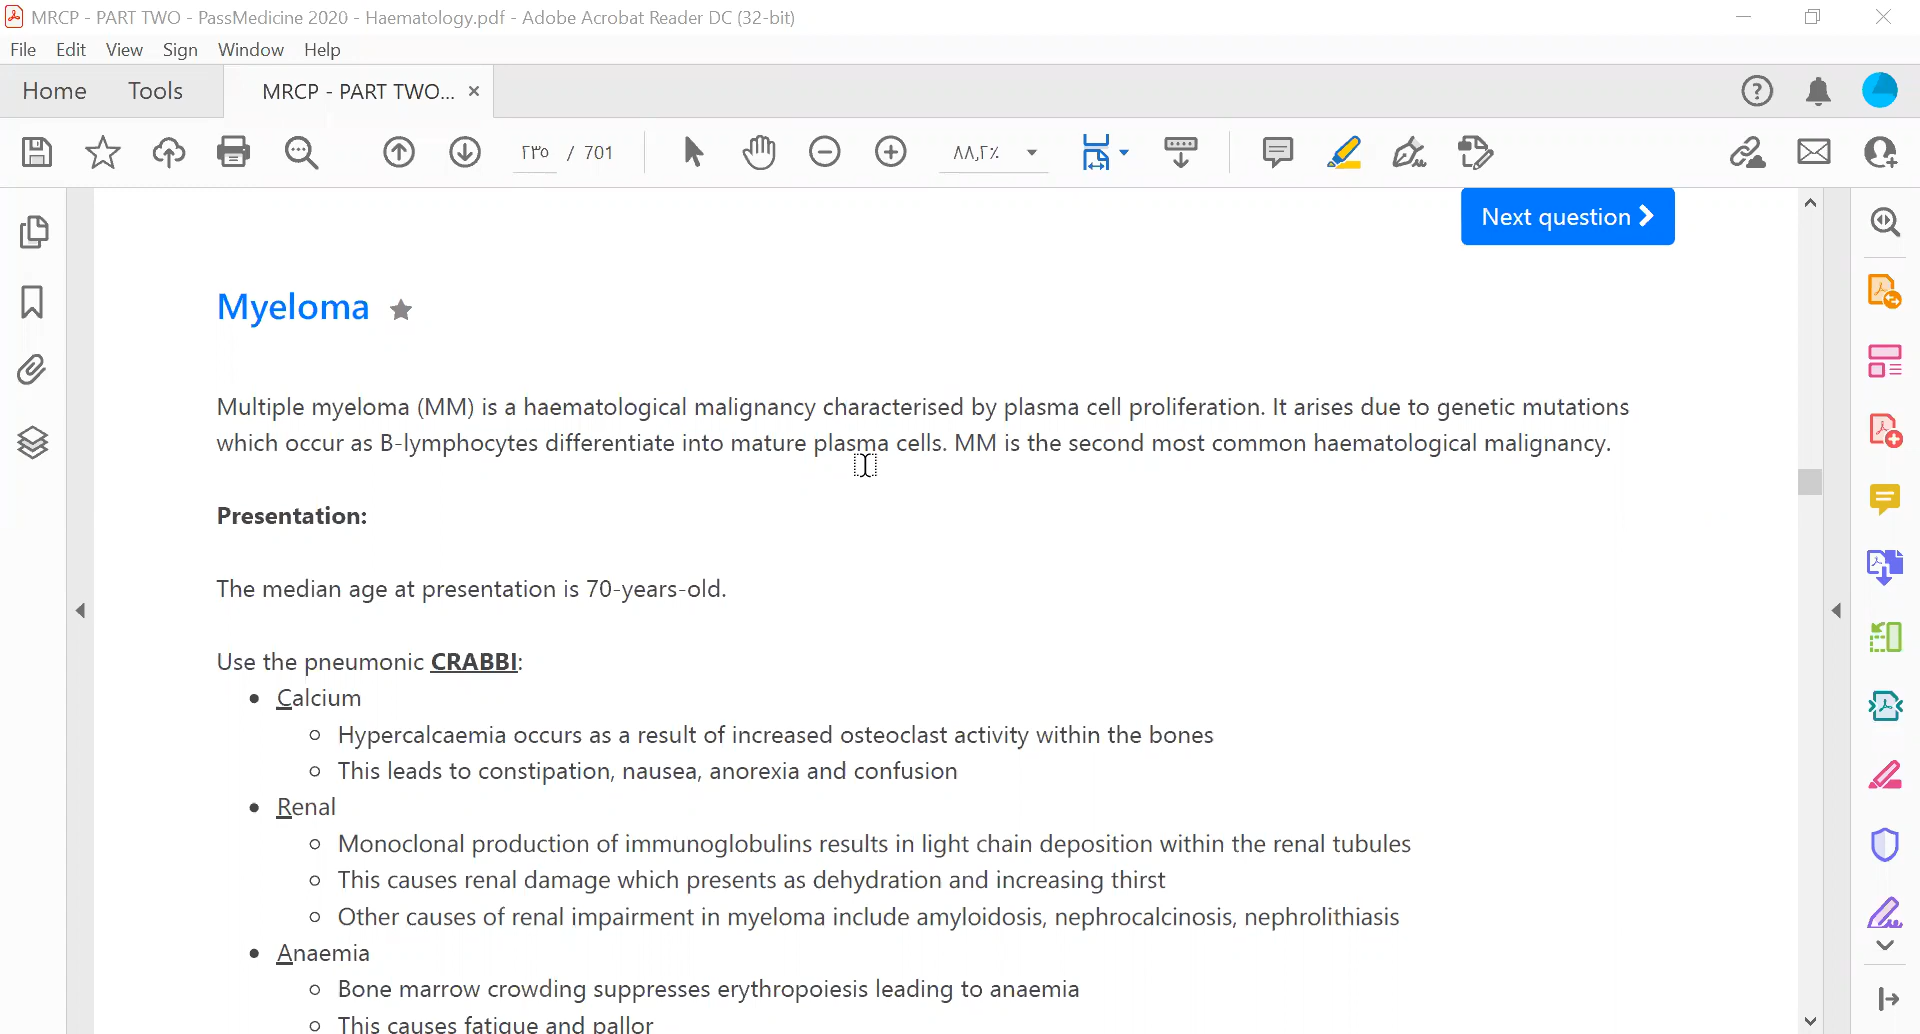 MRCP - PART TWO - PassMedicine 2020 - Haematology.pdf - Adobe Acrobat Reader DC (32-bit)
File Edit View Sign Window Help
Home Tools MRCP - PART TWO...
٢٣٥ / 701 ٨٨,٢٪
Next question
Myeloma
Multiple myeloma (MM) is a haematological malignancy characterised by plasma cell proliferation. It arises due to genetic mutations
which occur as B-lymphocytes differentiate into mature plasma cells. MM is the second most common haematological malignancy.
Presentation:
The median age at presentation is 70-years-old.
Use the pneumonic CRABBI:
Calcium
Hypercalcaemia occurs as a result of increased osteoclast activity within the bones
This leads to constipation, nausea, anorexia and confusion
Renal
Monoclonal production of immunoglobulins results in light chain deposition within the renal tubules
This causes renal damage which presents as dehydration and increasing thirst
Other causes of renal impairment in myeloma include amyloidosis, nephrocalcinosis, nephrolithiasis
Anaemia
Bone marrow crowding suppresses erythropoiesis leading to anaemia
This causes fatigue and pallor